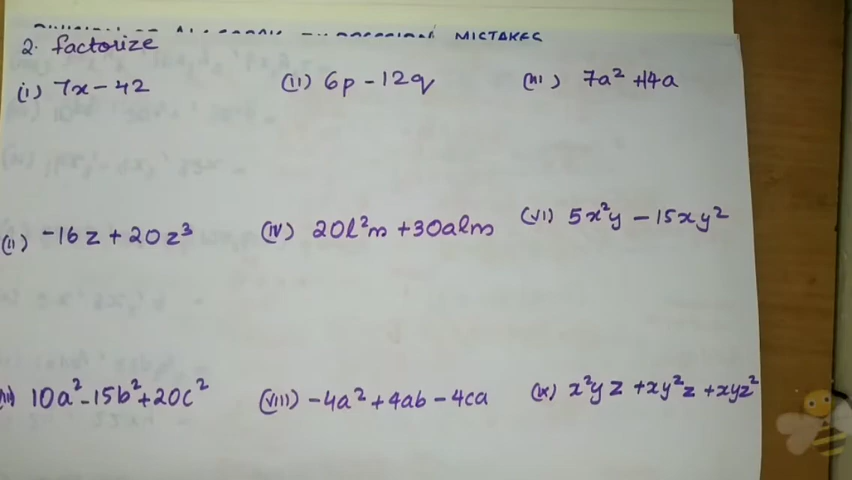 MISTAKES
2. factorize
(i) 7x - 42 (ii) 6p - 12q (iii) 7a² + 14a
(ii) -16z + 20z³ (iv) 20l²m + 30alm (vi) 5x²y - 15xy²
10a² - 15b² + 20c² (viii) -4a² + 4ab - 4ca (ix) x²yz + xy²z + xyz²